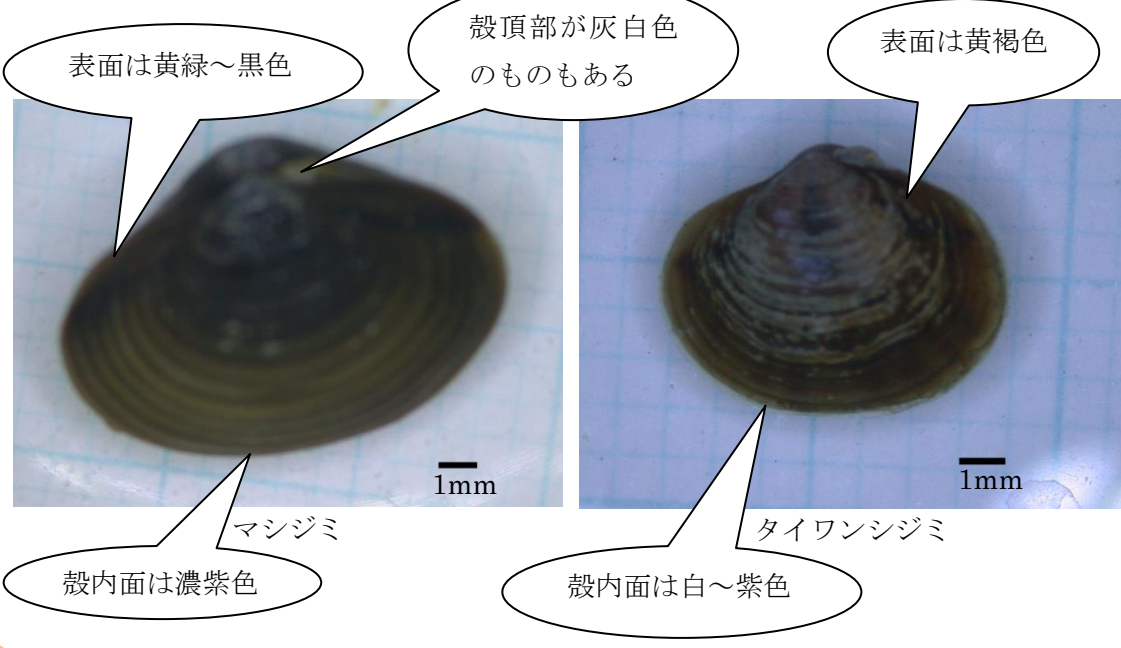 表面は黄緑～黒色
殻頂部が灰白色
のものもある
表面は黄褐色
1mm
1mm
マシジミ
タイワンシジミ
殻内面は濃紫色
殻内面は白～紫色